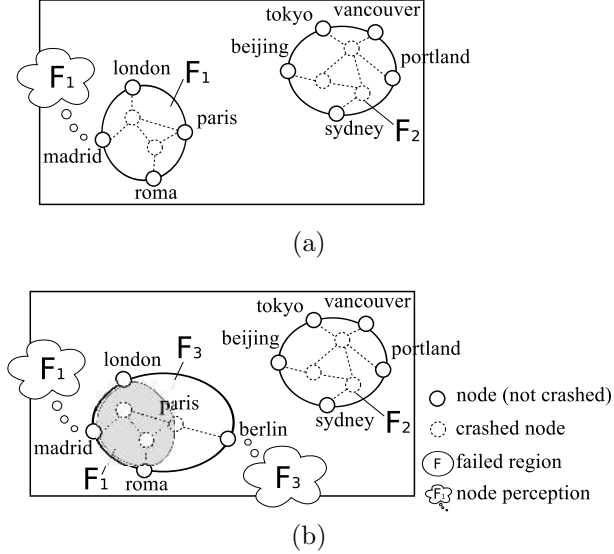 tokyo vancouver
beijing portland
F1 london F1
paris
madrid sydney F2
roma
(a)
tokyo vancouver
F3 beijing
F1 london portland
paris node (not crashed)
berlin sydney F2 crashed node
madrid F failed region
F1 roma F3 F1 node perception
(b)